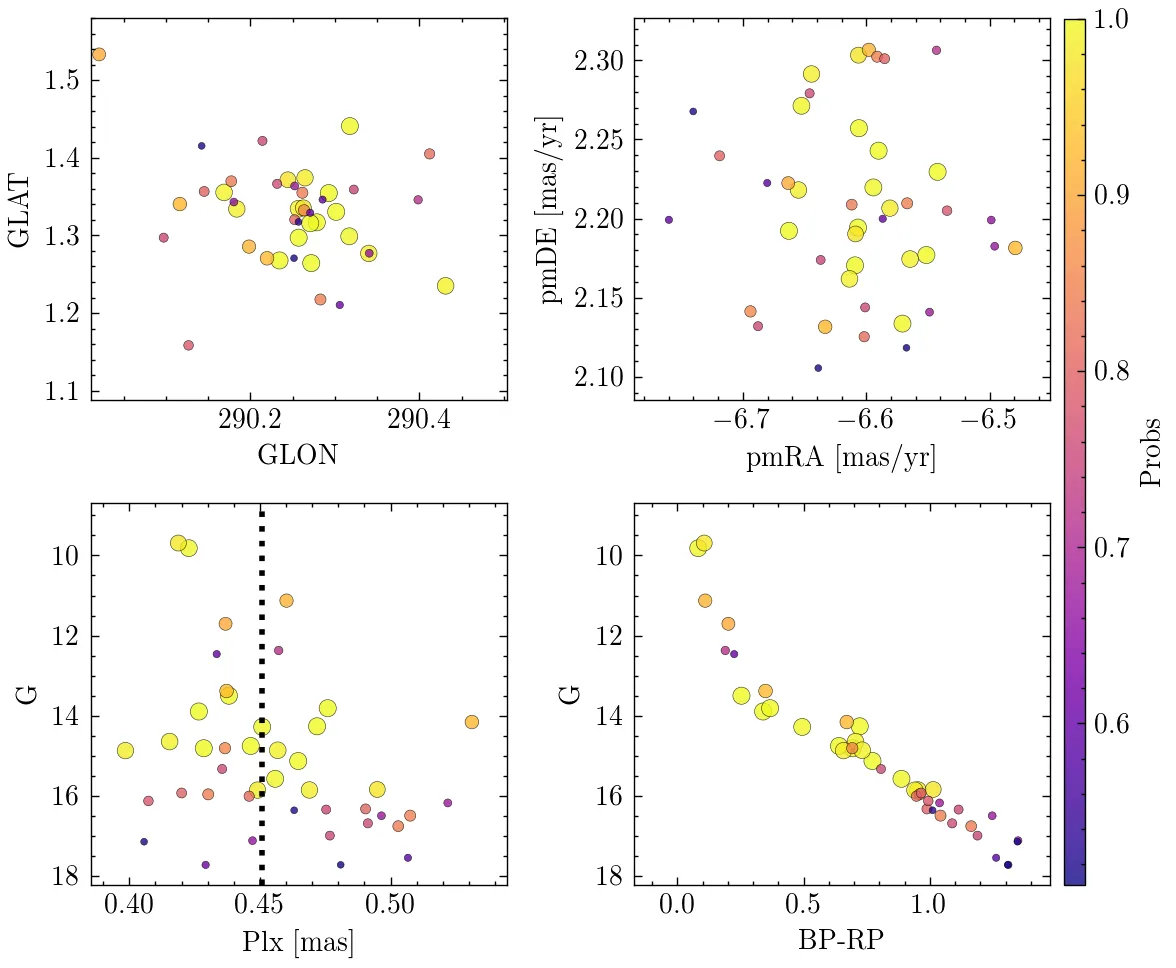 1.5
1.4
1.3
1.2
1.1
GLAT
290.2 290.4
GLON
2.30
2.25
2.20
2.15
2.10
pmDE [mas/yr]
−6.7 −6.6 −6.5
pmRA [mas/yr]
10
12
14
16
18
G
0.40 0.45 0.50
Plx [mas]
10
12
14
16
18
G
0.0 0.5 1.0
BP-RP
1.0
0.9
0.8
0.7
0.6
Probs